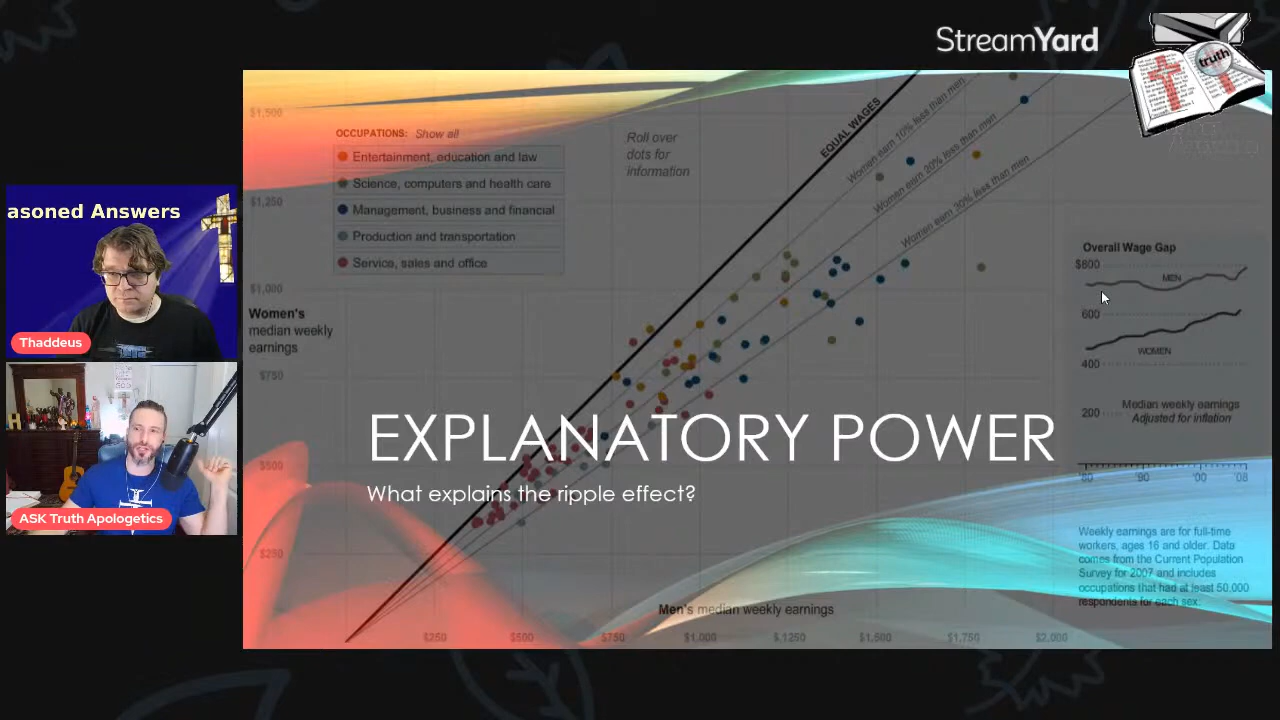 StreamYard
truth
asoned Answers
Thaddeus
ASK Truth Apologetics
$1,500
$1,250
$1,000
$750
$500
$250
OCCUPATIONS: Show all
Entertainment, education and law
Science, computers and health care
Management, business and financial
Production and transportation
Service, sales and office
Roll over
dots for
information
EQUAL WAGES
Women earn 10% less than men
Women earn 20% less than men
Women earn 30% less than men
Women's
median weekly
earnings
Overall Wage Gap
$800
MEN
600
WOMEN
400
200
Median weekly earnings
Adjusted for inflation
'80
'90
'00
'08
EXPLANATORY POWER
What explains the ripple effect?
Weekly earnings are for full-time
workers, ages 16 and older. Data
comes from the Current Population
Survey for 2007 and includes
occupations that had at least 50,000
respondents for each sex.
Men's median weekly earnings
$250
$500
$750
$1,000
$1,250
$1,500
$1,750
$2,000